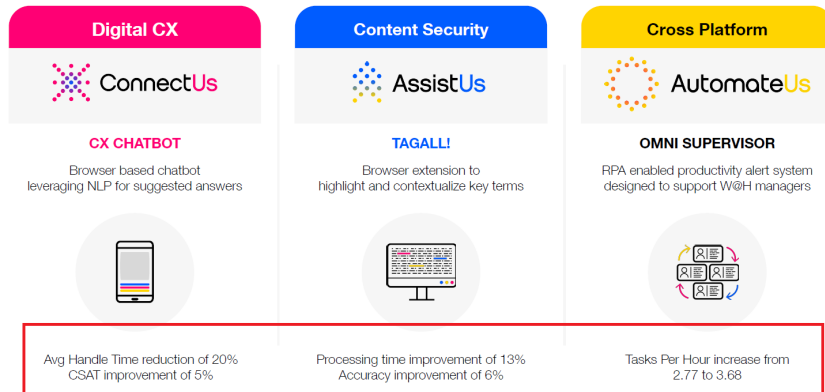 Digital CX
ConnectUs
CX CHATBOT
Browser based chatbot
leveraging NLP for suggested answers
Avg Handle Time reduction of 20%
CSAT improvement of 5%
Content Security
AssistUs
TAGALL!
Browser extension to
highlight and contextualize key terms
Processing time improvement of 13%
Accuracy improvement of 6%
Cross Platform
AutomateUs
OMNI SUPERVISOR
RPA enabled productivity alert system
designed to support W@H managers
Tasks Per Hour increase from
2.77 to 3.68